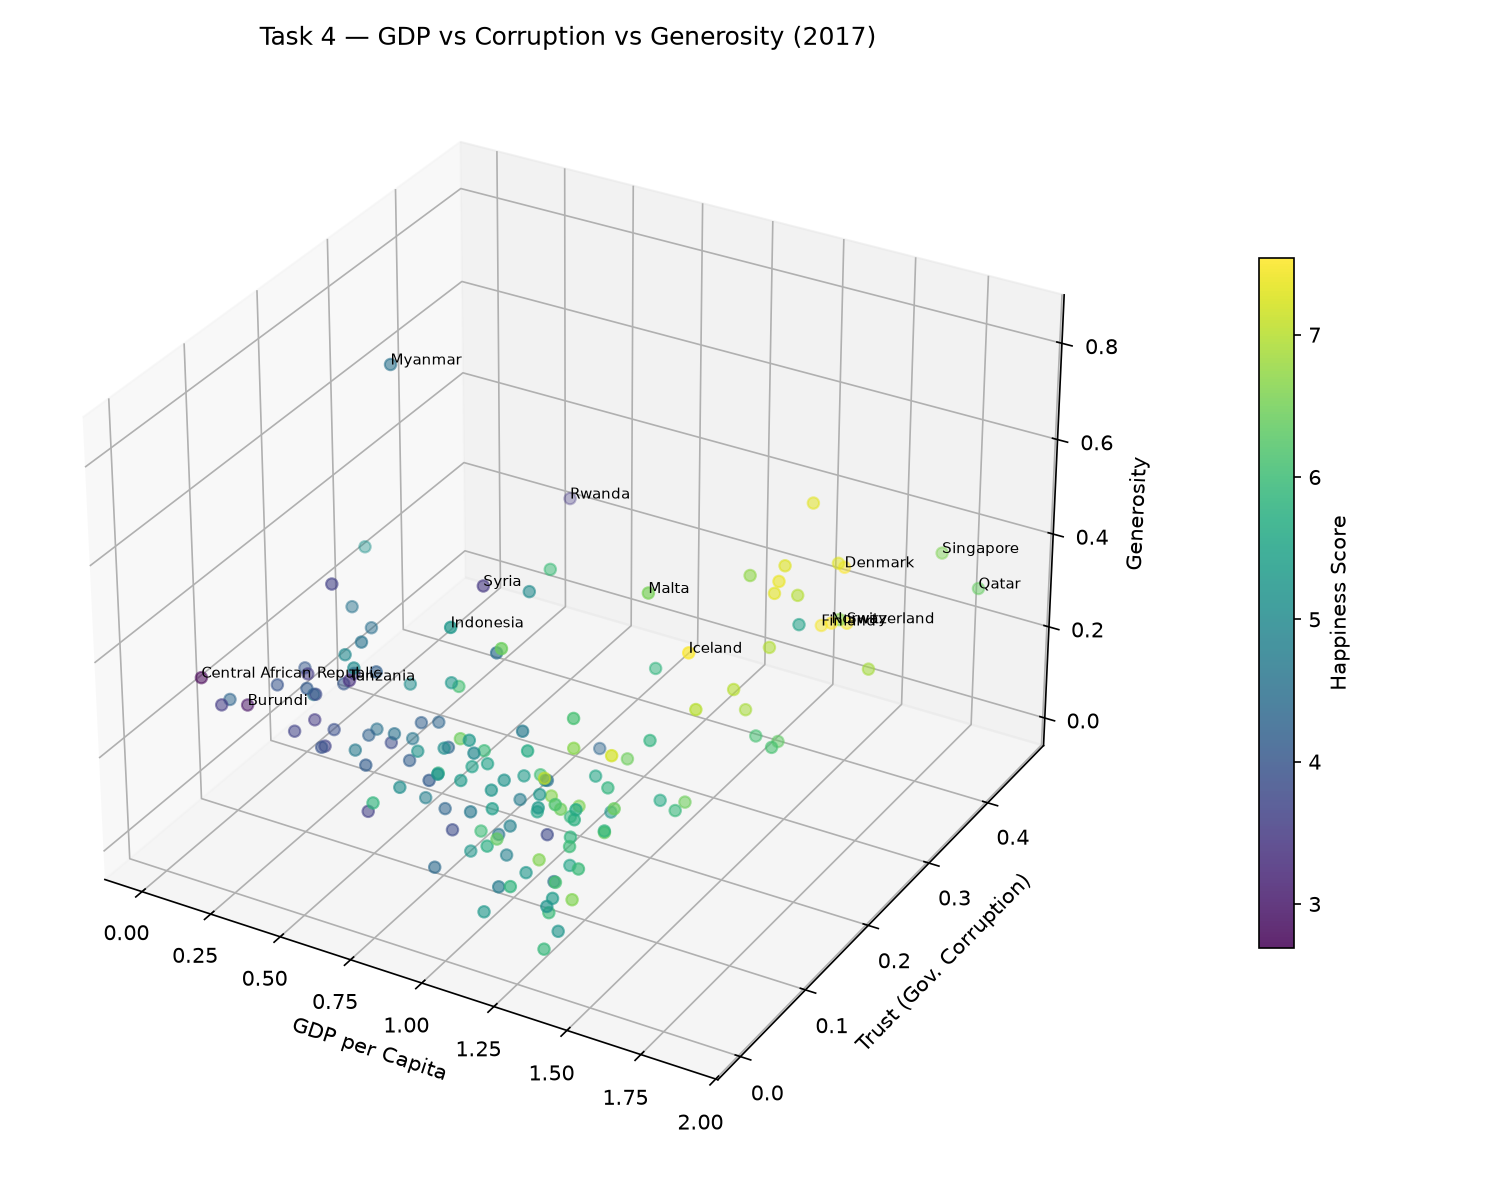 Task 4 — GDP vs Corruption vs Generosity (2017)
Myanmar
Rwanda
Denmark
Singapore
Syria
Malta
Qatar
Indonesia
Finland
Norway
Switzerland
Iceland
Central African Republic
Tanzania
Burundi
0.00
0.25
0.50
0.75
1.00
1.25
1.50
1.75
2.00
GDP per Capita
0.0
0.1
0.2
0.3
0.4
Trust (Gov. Corruption)
0.0
0.2
0.4
0.6
0.8
Generosity
7
6
5
4
3
Happiness Score